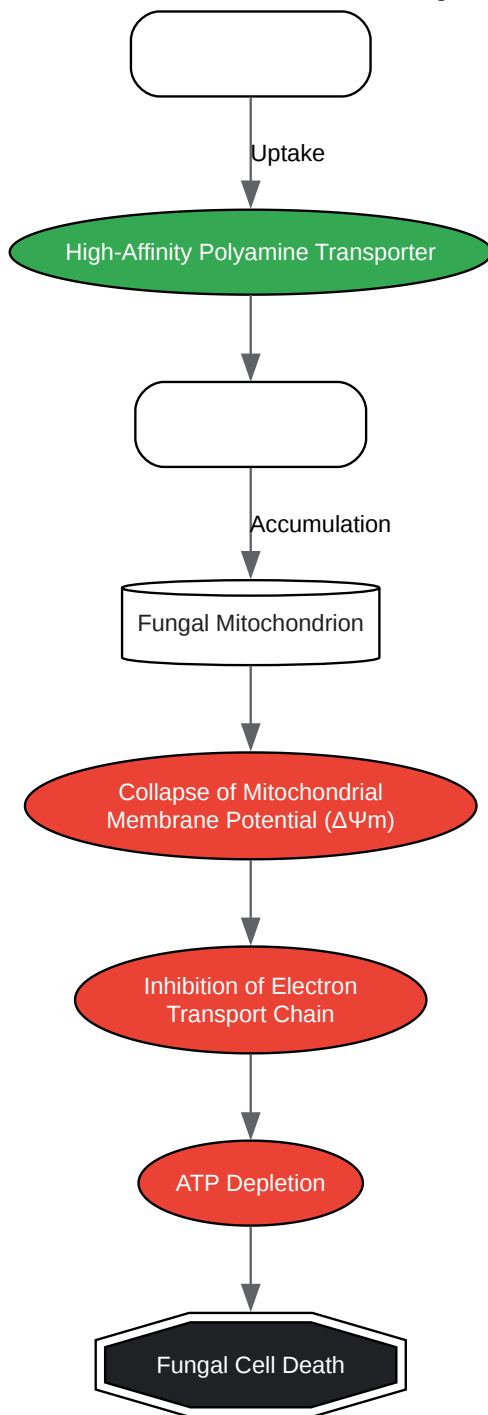 Uptake
High-Affinity Polyamine Transporter
Accumulation
Fungal Mitochondrion
Collapse of Mitochondrial
Membrane Potential (ΔΨm)
Inhibition of Electron
Transport Chain
ATP Depletion
Fungal Cell Death